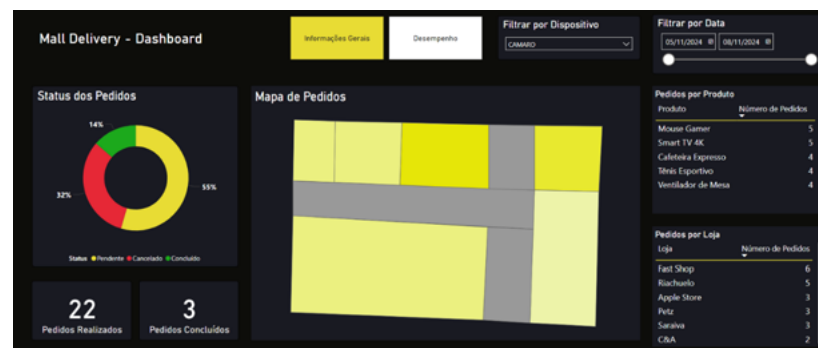 Mall Delivery - Dashboard
Informações Gerais
Desempenho
Filtrar por Dispositivo
CAMARO
Filtrar por Data
05/11/2024
08/11/2024
Status dos Pedidos
14%
32%
55%
Status Pendente Cancelado Concluído
22
Pedidos Realizados
3
Pedidos Concluídos
Mapa de Pedidos
Pedidos por Produto
Produto Número de Pedidos
Mouse Gamer 5
Smart TV 4K 5
Cafeteira Expresso 4
Tênis Esportivo 4
Ventilador de Mesa 4
Pedidos por Loja
Loja Número de Pedidos
Fast Shop 6
Riachuelo 5
Apple Store 3
Petz 3
Saraiva 3
C&A 2